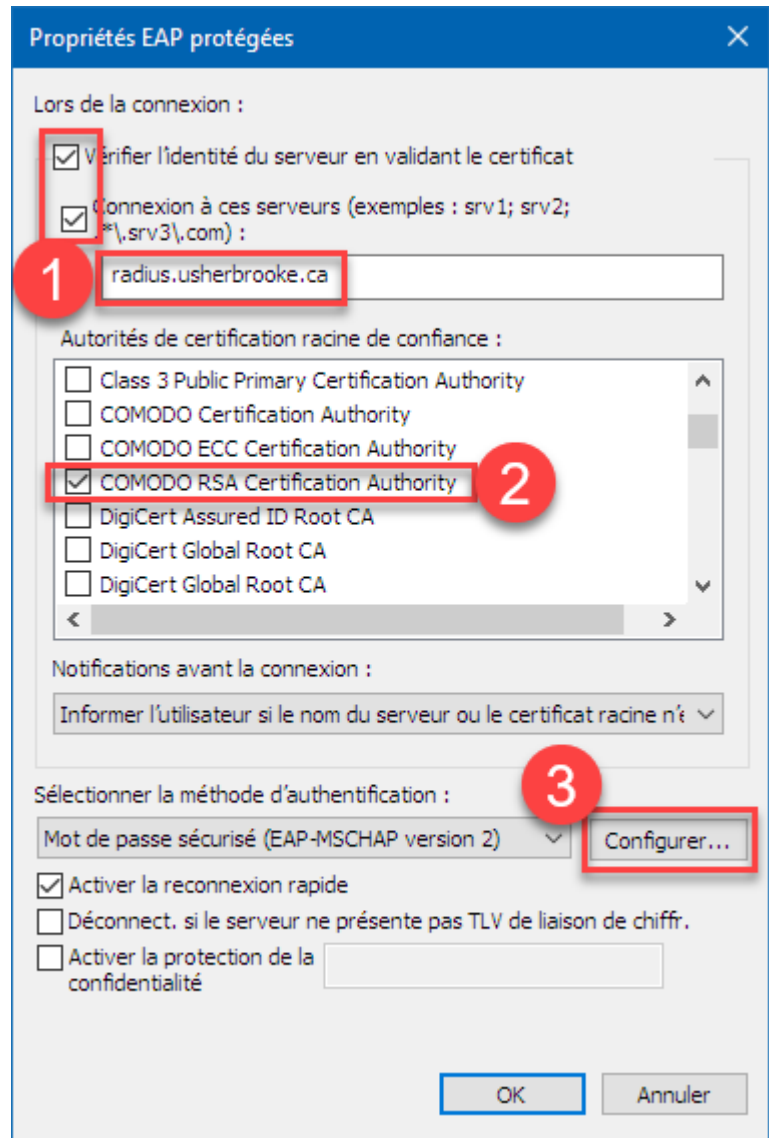 Propriétés EAP protégées
Lors de la connexion :
Vérifier l'identité du serveur en validant le certificat
Connexion à ces serveurs (exemples : srv1; srv2;
.*\.srv3\.com) :
1
radius.usherbrooke.ca
Autorités de certification racine de confiance :
Class 3 Public Primary Certification Authority
COMODO Certification Authority
COMODO ECC Certification Authority
COMODO RSA Certification Authority
2
DigiCert Assured ID Root CA
DigiCert Global Root CA
DigiCert Global Root CA
Notifications avant la connexion :
Informer l'utilisateur si le nom du serveur ou le certificat racine n'e
3
Sélectionner la méthode d'authentification :
Mot de passe sécurisé (EAP-MSCHAP version 2)
Configurer...
Activer la reconnexion rapide
Déconnect. si le serveur ne présente pas TLV de liaison de chiffr.
Activer la protection de la
confidentialité
OK
Annuler